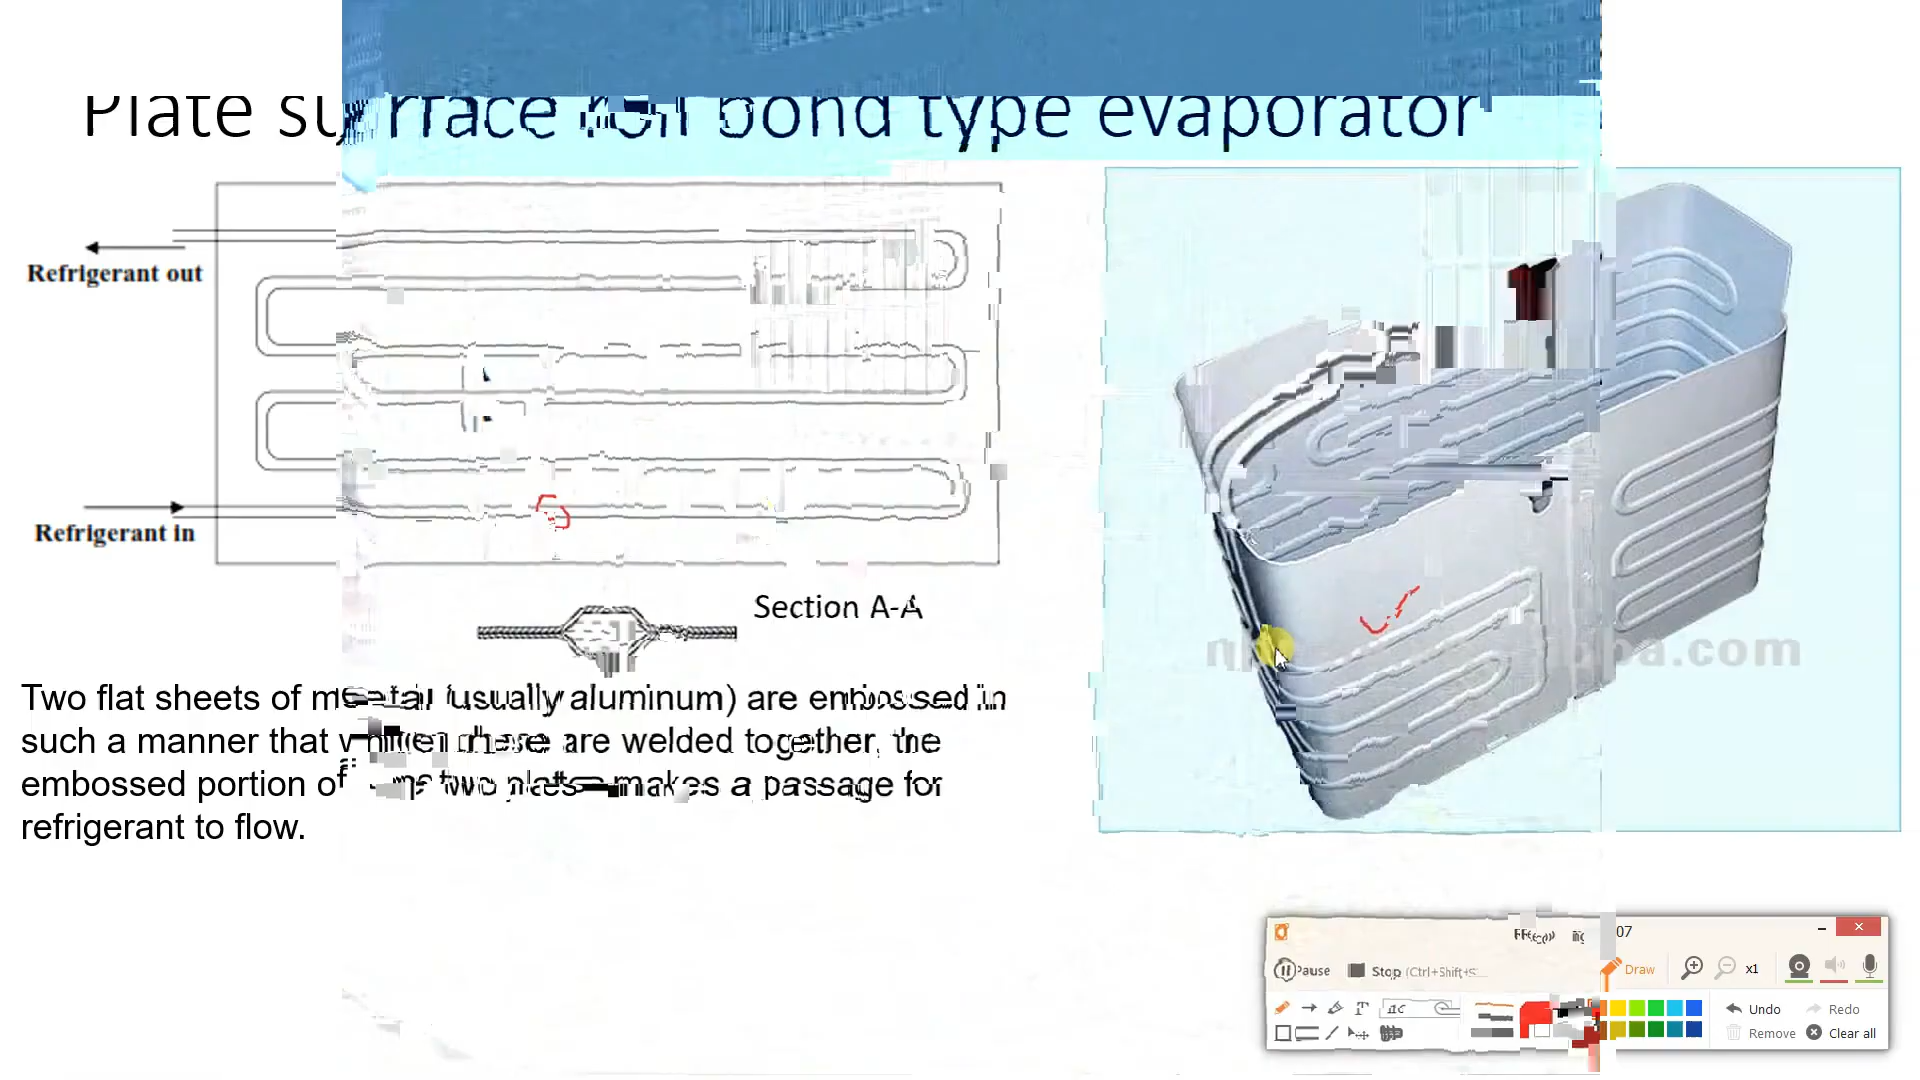 Plate surface roll bond type evaporator
Refrigerant out
Refrigerant in
Section A-A
Two flat sheets of metal (usually aluminum) are embossed in
such a manner that when these are welded together, the
embossed portion of the two plates makes a passage for
refrigerant to flow.
07
Pause
Stop (Ctrl+Shift+S
Draw
x1
Undo
Redo
Remove
Clear all